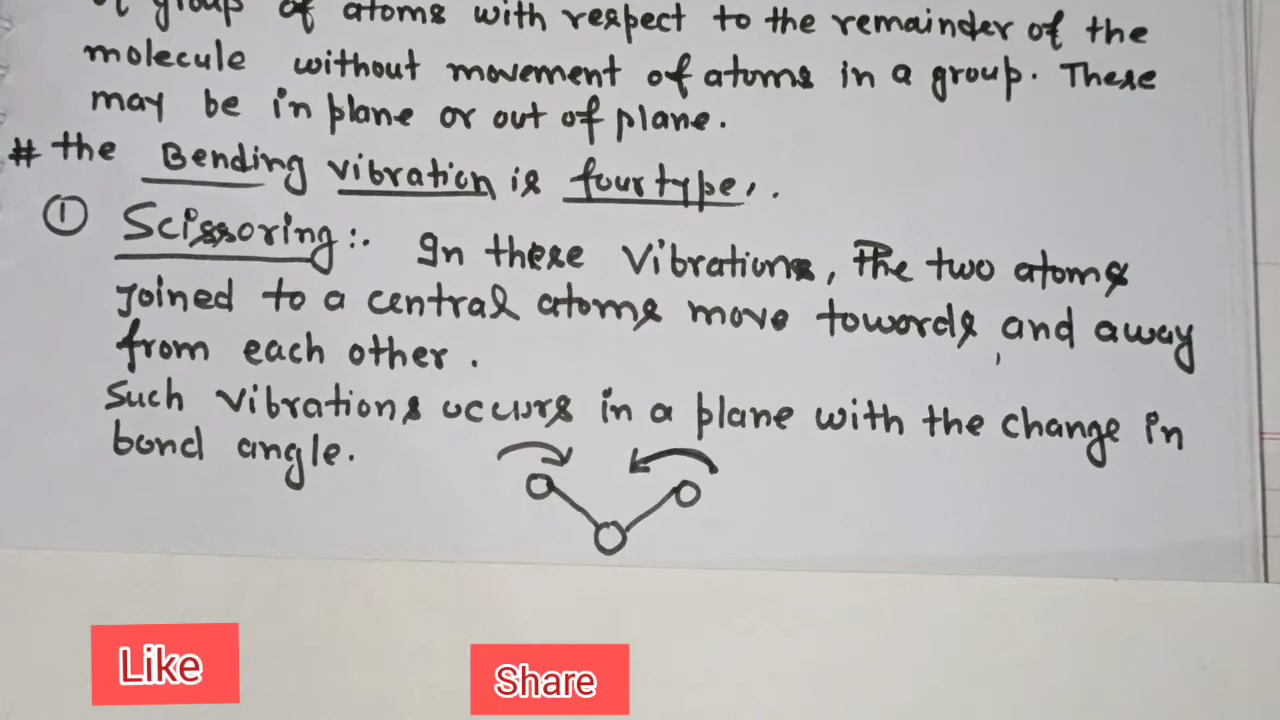 of group of atoms with respect to the remainder of the
molecule without movement of atoms in a group. These
may be in plane or out of plane.
# the Bending vibration is four type,.
① Scissoring:. In these vibrations, The two atoms
Joined to a central atoms move towords and away
from each other.
Such vibrations occurs in a plane with the change in
bond angle.
Like
Share